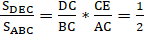 S_DEC/S_ABC = DC/BC * CE/AC = 1/2